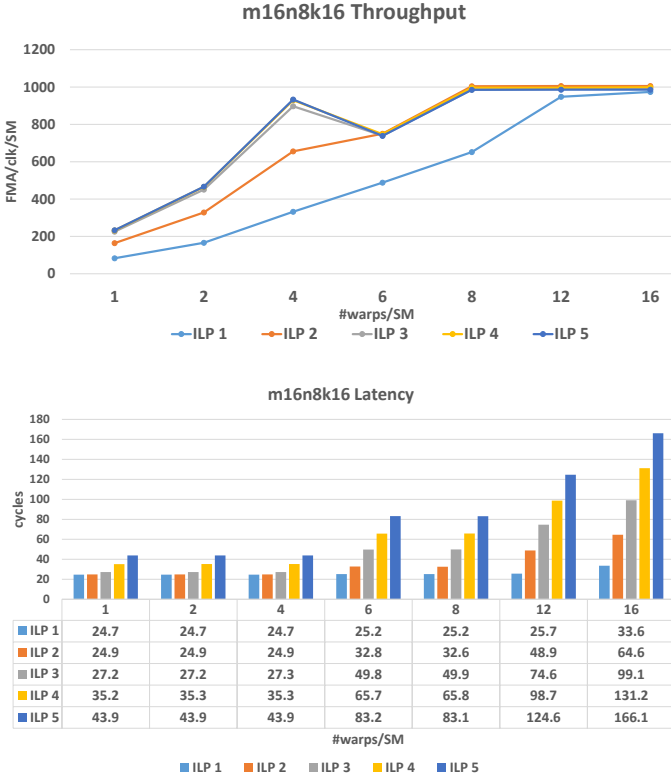 m16n8k16 Throughput
1200
1000
800
600
400
200
0
FMA/clk/SM
1 2 4 6 8 12 16
#warps/SM
ILP 1 ILP 2 ILP 3 ILP 4 ILP 5
m16n8k16 Latency
180
160
140
120
100
80
60
40
20
0
cycles
1 2 4 6 8 12 16
ILP 1 24.7 24.7 24.7 25.2 25.2 25.7 33.6
ILP 2 24.9 24.9 24.9 32.8 32.6 48.9 64.6
ILP 3 27.2 27.2 27.3 49.8 49.9 74.6 99.1
ILP 4 35.2 35.3 35.3 65.7 65.8 98.7 131.2
ILP 5 43.9 43.9 43.9 83.2 83.1 124.6 166.1
#warps/SM
ILP 1 ILP 2 ILP 3 ILP 4 ILP 5